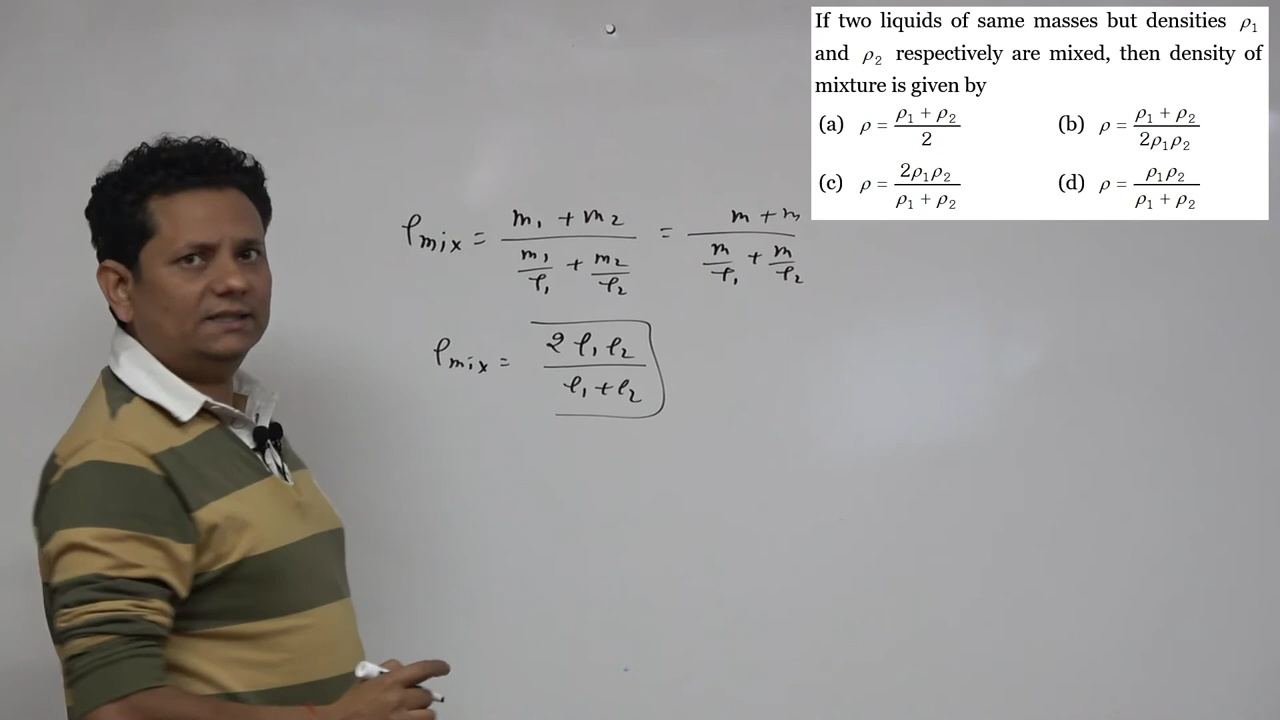 If two liquids of same masses but densities ρ₁
and ρ₂ respectively are mixed, then density of
mixture is given by
(a) ρ = (ρ₁ + ρ₂)/2 (b) ρ = (ρ₁ + ρ₂)/(2ρ₁ρ₂)
(c) ρ = 2ρ₁ρ₂/(ρ₁ + ρ₂) (d) ρ = ρ₁ρ₂/(ρ₁ + ρ₂)
ρmix = (m₁ + m₂)/(m₁/ρ₁ + m₂/ρ₂) = (m + m)/(m/ρ₁ + m/ρ₂)
ρmix = 2ρ₁ρ₂/(ρ₁ + ρ₂)